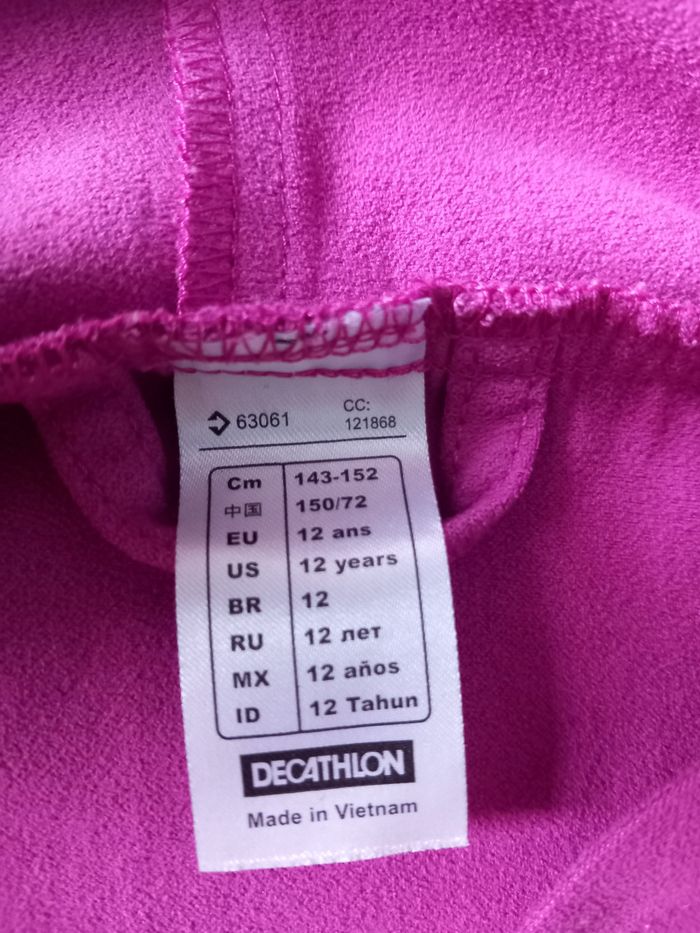 63061
CC:
121868
Cm 143-152
中国 150/72
EU 12 ans
US 12 years
BR 12
RU 12 лет
MX 12 años
ID 12 Tahun
DECATHLON
Made in Vietnam